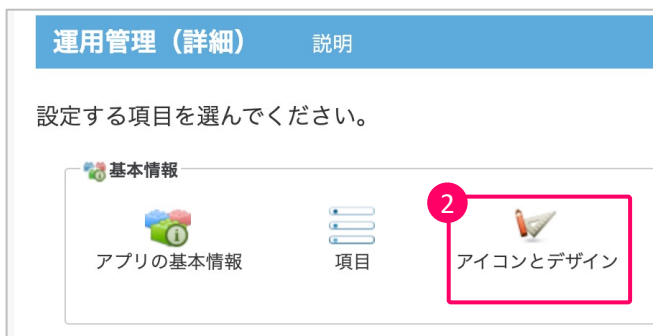 運用管理（詳細） 説明
設定する項目を選んでください。
基本情報
2
アプリの基本情報 項目 アイコンとデザイン